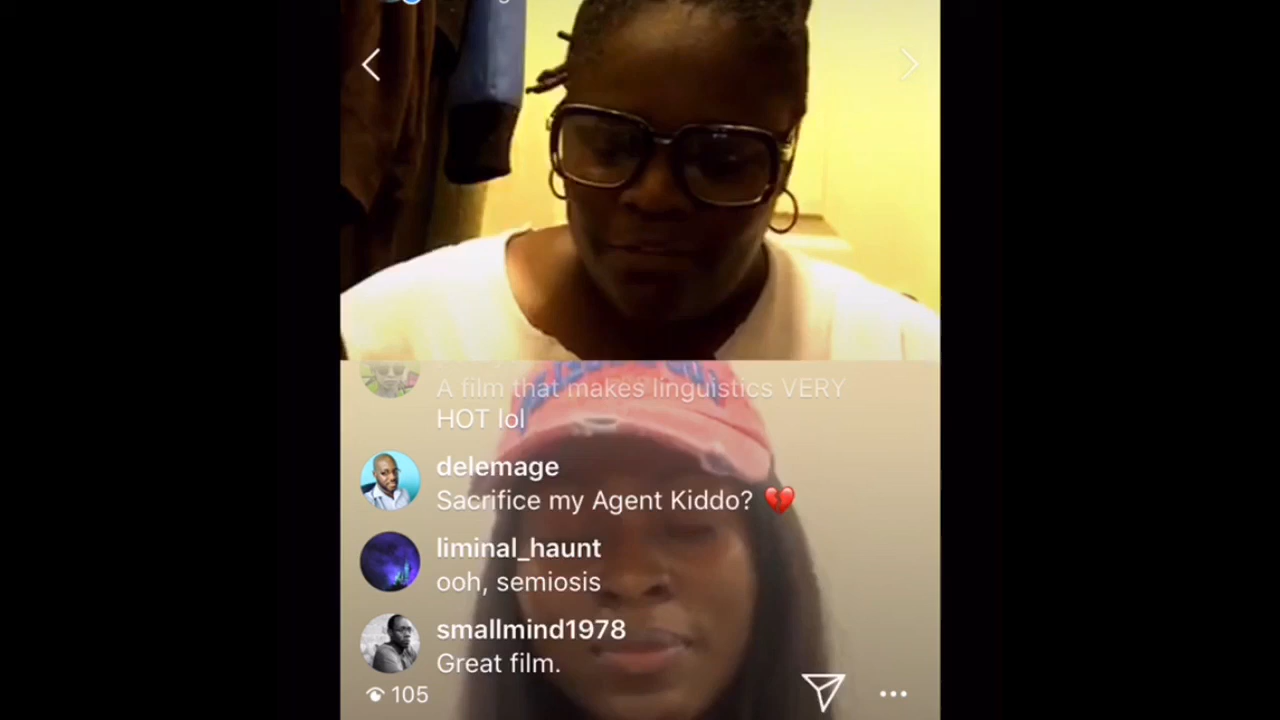 A film that makes linguistics VERY
HOT lol
delemage
Sacrifice my Agent Kiddo? 💔
liminal_haunt
ooh, semiosis
smallmind1978
Great film.
105